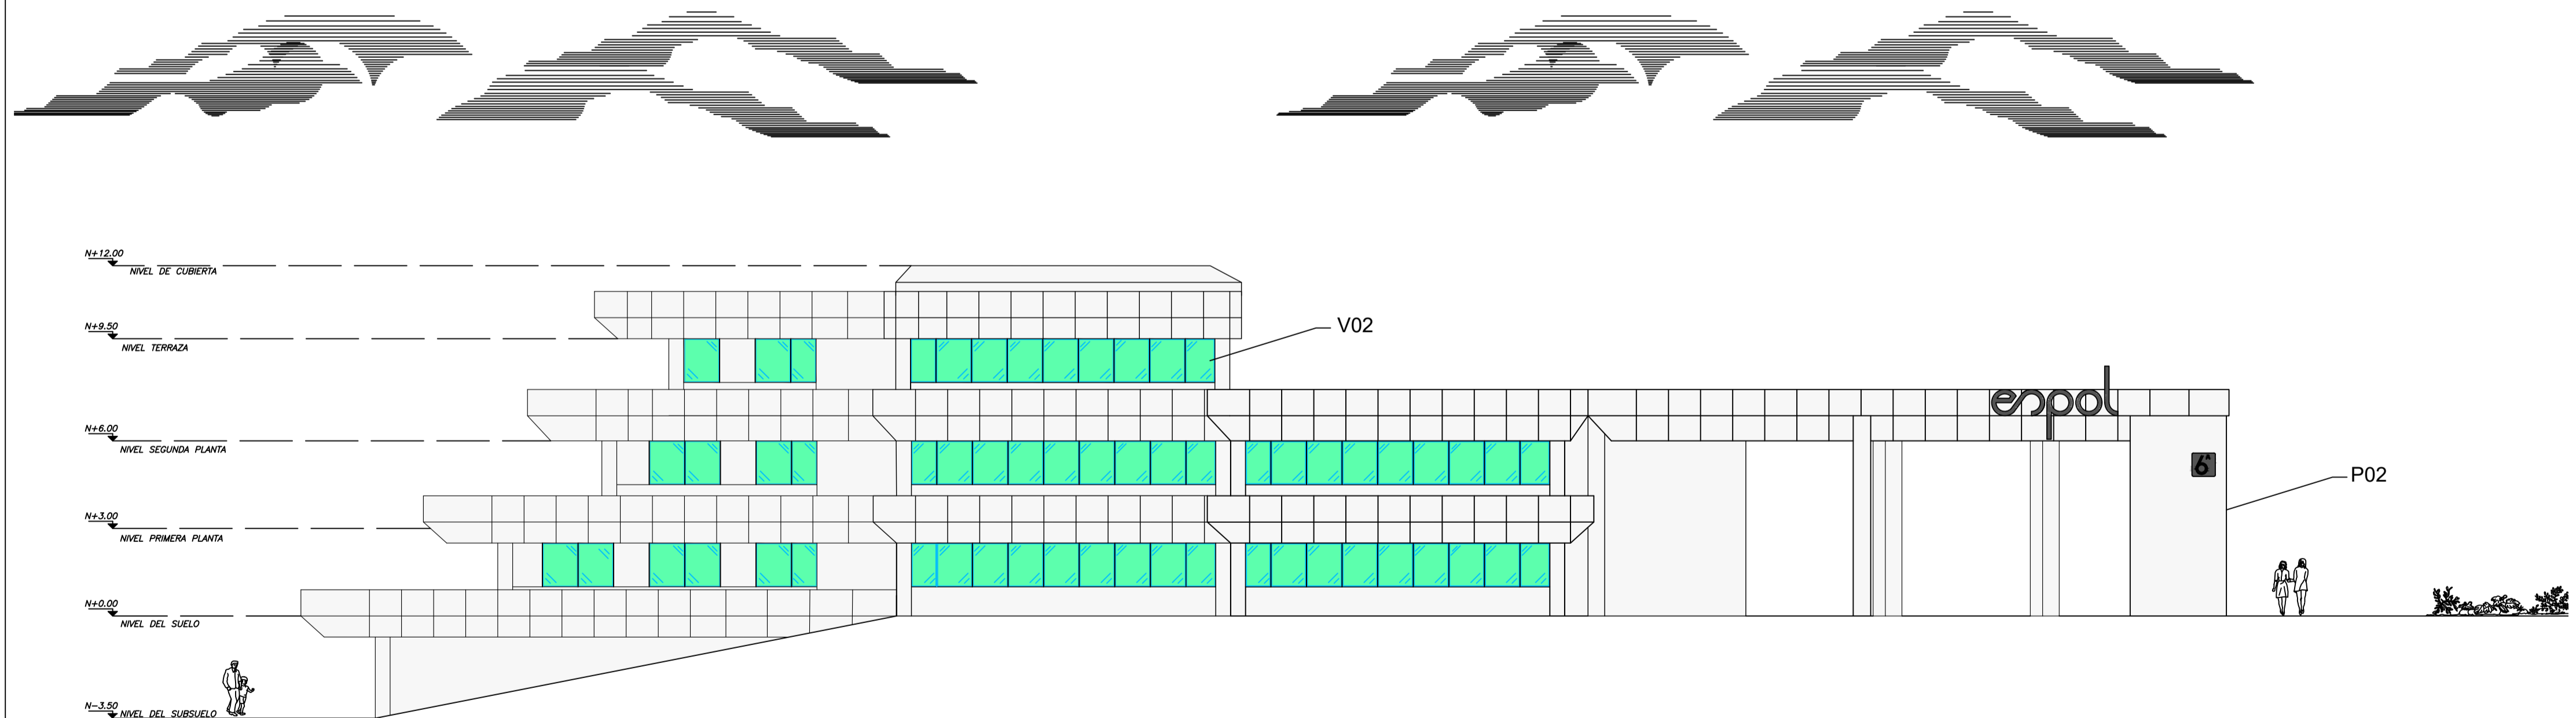 N+12.00
NIVEL DE CUBIERTA
N+9.50
NIVEL TERRAZA
V02
espol
N+6.00
NIVEL SEGUNDA PLANTA
6A
P02
N+3.00
NIVEL PRIMERA PLANTA
N+0.00
NIVEL DEL SUELO
N-3.50
NIVEL DEL SUBSUELO